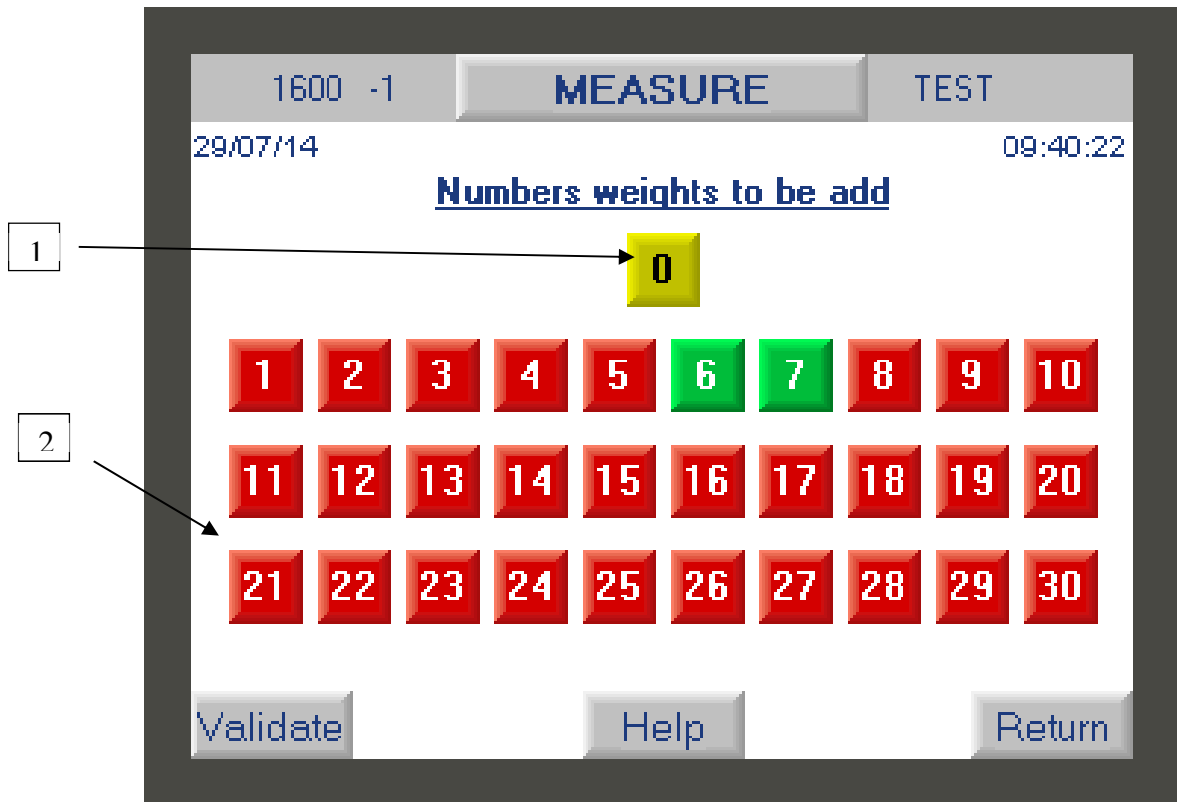 1600 -1 MEASURE TEST
29/07/14 09:40:22
Numbers weights to be add
1
0
1 2 3 4 5 6 7 8 9 10
2
11 12 13 14 15 16 17 18 19 20
21 22 23 24 25 26 27 28 29 30
Validate Help Return